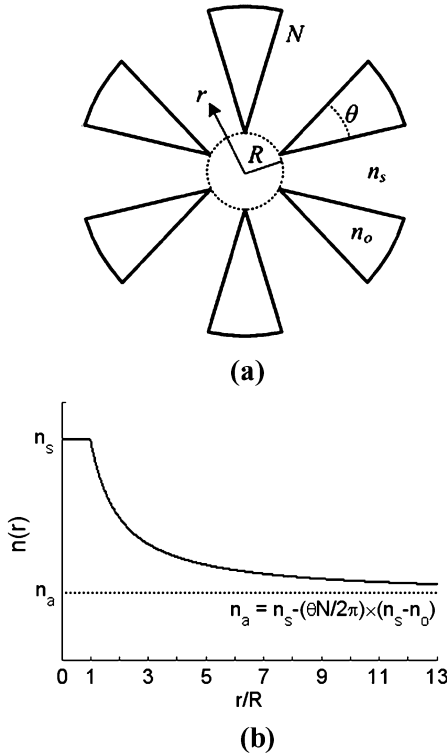 N
r
θ
R
n_s
n_o
(a)
n_s
n(r)
n_a
n_a = n_s-(θN/2π)×(n_s-n_o)
0 1 3 5 7 9 11 13
r/R
(b)